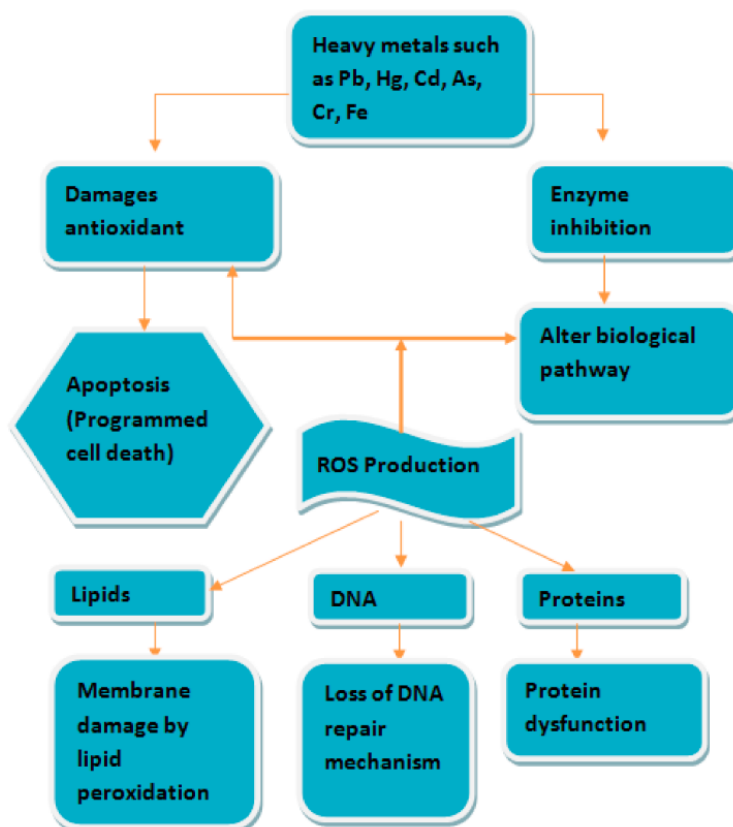 Heavy metals such
as Pb, Hg, Cd, As,
Cr, Fe
Damages
antioxidant
Enzyme
inhibition
Alter biological
pathway
Apoptosis
(Programmed
cell death)
ROS Production
Lipids
DNA
Proteins
Membrane
damage by
lipid
peroxidation
Loss of DNA
repair
mechanism
Protein
dysfunction